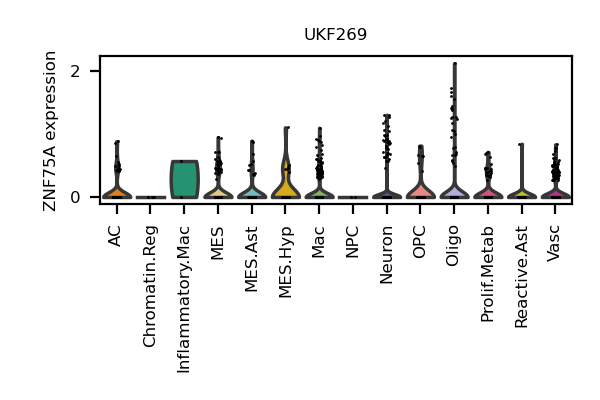 UKF269
ZNF75A expression
2
0
AC
Chromatin.Reg
Inflammatory.Mac
MES
MES.Ast
MES.Hyp
Mac
NPC
Neuron
OPC
Oligo
Prolif.Metab
Reactive.Ast
Vasc